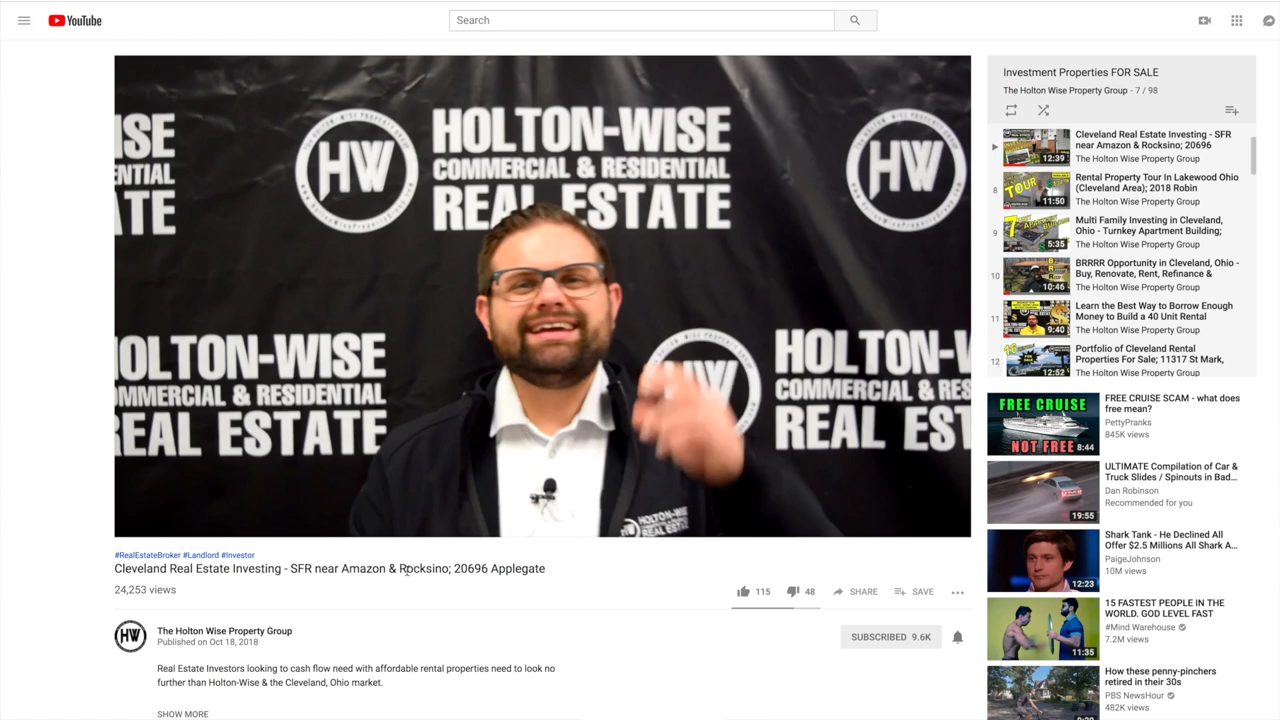 YouTube
Search
ISE
HOLTON-WISE
NTIAL
COMMERCIAL & RESIDENTIAL
ATE
REAL ESTATE
HW
HW
HOLTON-WISE
COMMERCIAL & RESIDENTIAL
REAL ESTATE
HW
HOLTON-W
COMMERCIAL & RES
REAL EST
HOLTON-WISE
REAL ESTATE
#RealEstateBroker #Landlord #Investor
Cleveland Real Estate Investing - SFR near Amazon & Rocksino; 20696 Applegate
24,253 views
115
48
SHARE
SAVE
HW
The Holton Wise Property Group
Published on Oct 18, 2018
SUBSCRIBED 9.6K
Real Estate Investors looking to cash flow need with affordable rental properties need to look no
further than Holton-Wise & the Cleveland, Ohio market.
SHOW MORE
Investment Properties FOR SALE
The Holton Wise Property Group - 7 / 98
12:39
Cleveland Real Estate Investing - SFR
near Amazon & Rocksino; 20696
The Holton Wise Property Group
8
TOUR
11:50
Rental Property Tour In Lakewood Ohio
(Cleveland Area); 2018 Robin
The Holton Wise Property Group
9
7
5:35
Multi Family Investing in Cleveland,
Ohio - Turnkey Apartment Building;
The Holton Wise Property Group
10
10:46
BRRRR Opportunity in Cleveland, Ohio -
Buy, Renovate, Rent, Refinance &
The Holton Wise Property Group
11
9:40
Learn the Best Way to Borrow Enough
Money to Build a 40 Unit Rental
The Holton Wise Property Group
12
16
12:52
Portfolio of Cleveland Rental
Properties For Sale; 11317 St Mark,
The Holton Wise Property Group
FREE CRUISE
NOT FREE
8:44
FREE CRUISE SCAM - what does
free mean?
PettyPranks
845K views
19:55
ULTIMATE Compilation of Car &
Truck Slides / Spinouts in Bad...
Dan Robinson
Recommended for you
12:23
Shark Tank - He Declined All
Offer $2.5 Millions All Shark A...
PaigeJohnson
10M views
11:35
15 FASTEST PEOPLE IN THE
WORLD. GOD LEVEL FAST
#Mind Warehouse
7.2M views
How these penny-pinchers
retired in their 30s
PBS NewsHour
482K views